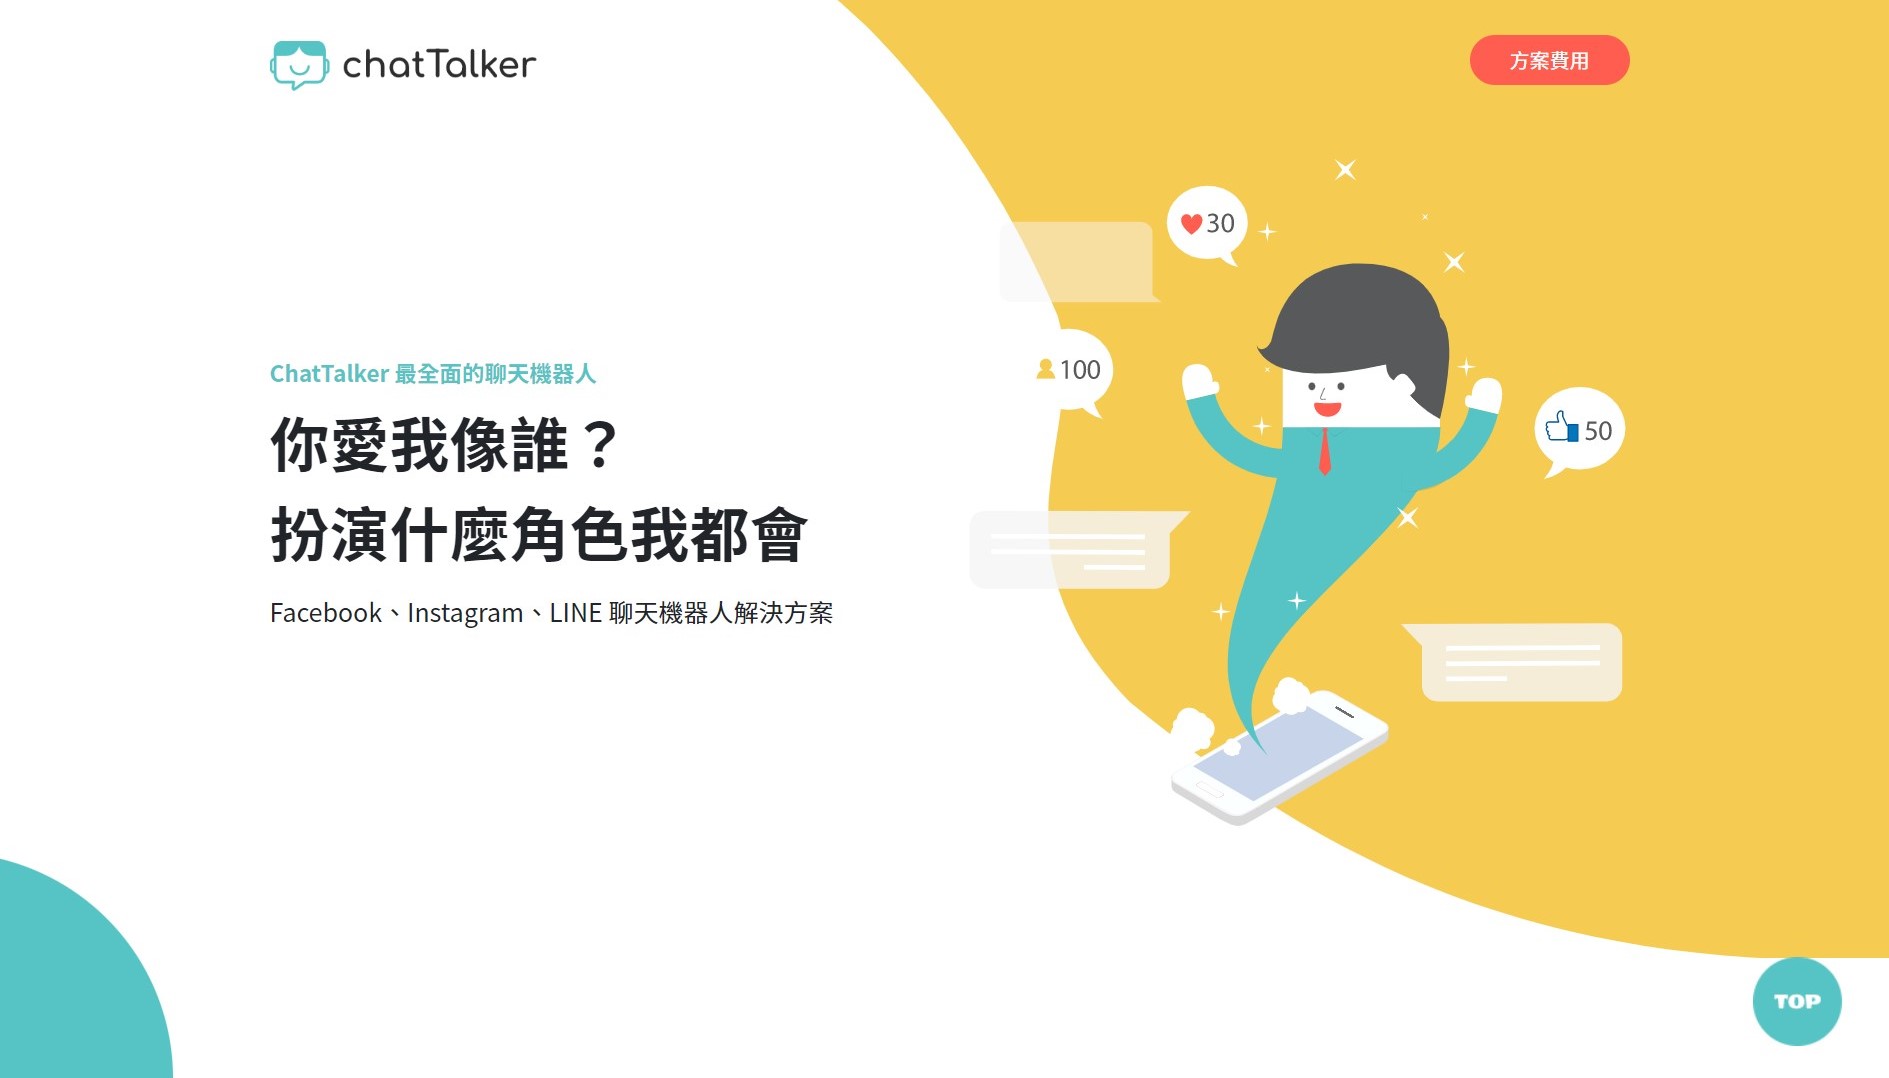 chatTalker
方案費用
30
100
50
ChatTalker 最全面的聊天機器人
你愛我像誰？
扮演什麼角色我都會
Facebook、Instagram、LINE 聊天機器人解決方案
TOP